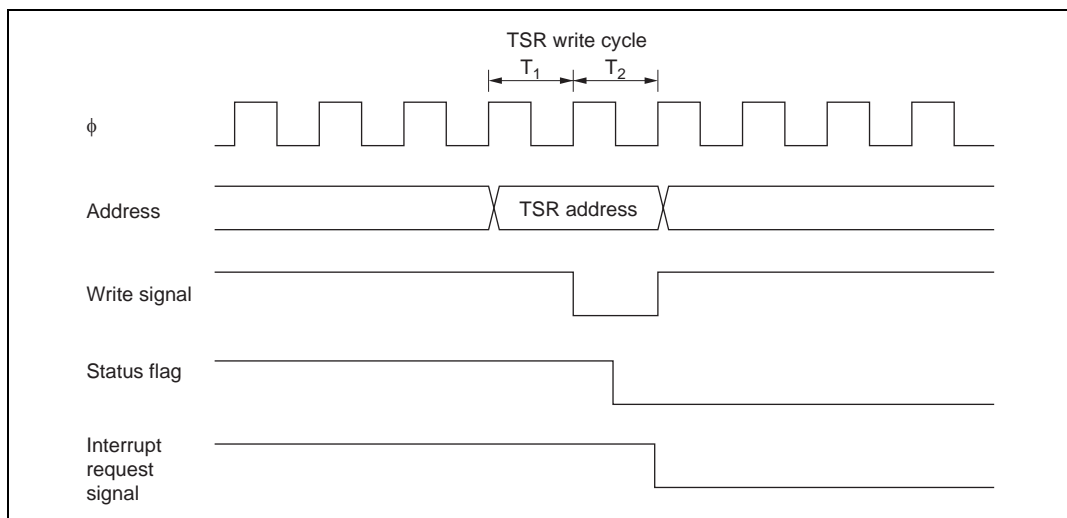 TSR write cycle
T1 T2
ϕ
Address
TSR address
Write signal
Status flag
Interrupt
request
signal